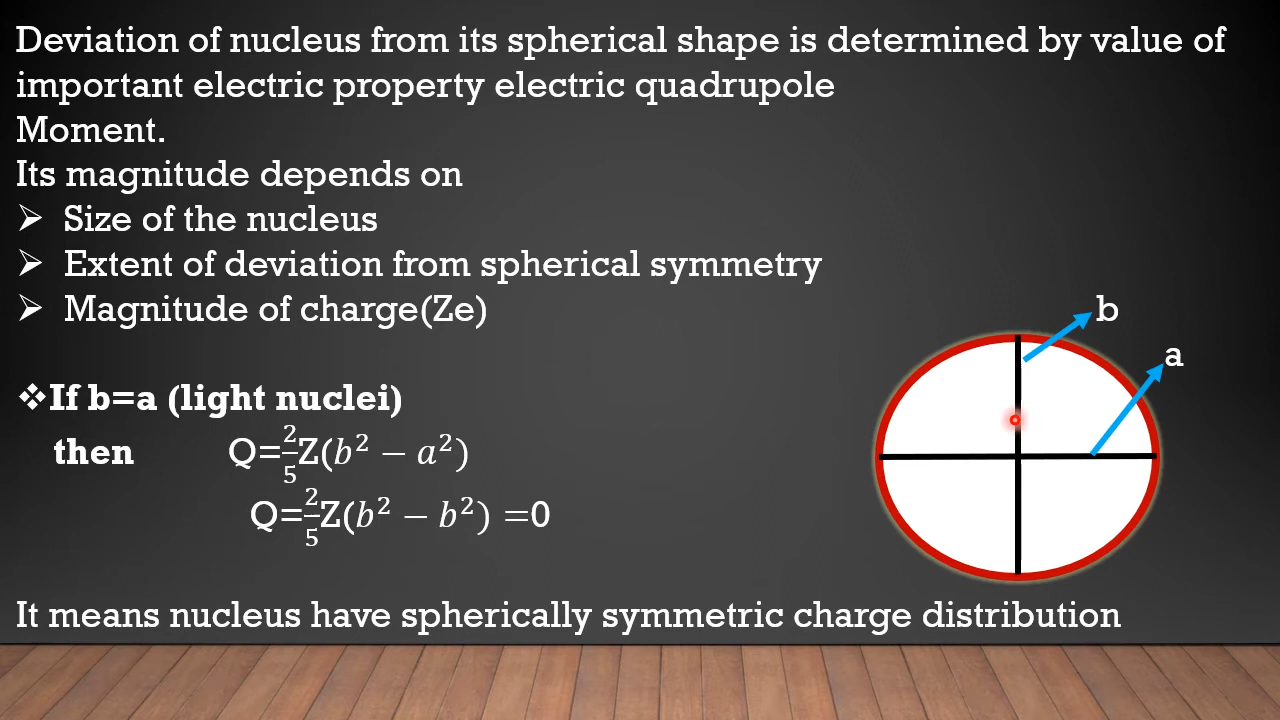 Deviation of nucleus from its spherical shape is determined by value of
important electric property electric quadrupole
Moment.
Its magnitude depends on
➢ Size of the nucleus
➢ Extent of deviation from spherical symmetry
➢ Magnitude of charge(Ze)
b
a
❖If b=a (light nuclei)
then Q=2/5Z(b² − a²)
Q=2/5Z(b² − b²) =0
It means nucleus have spherically symmetric charge distribution